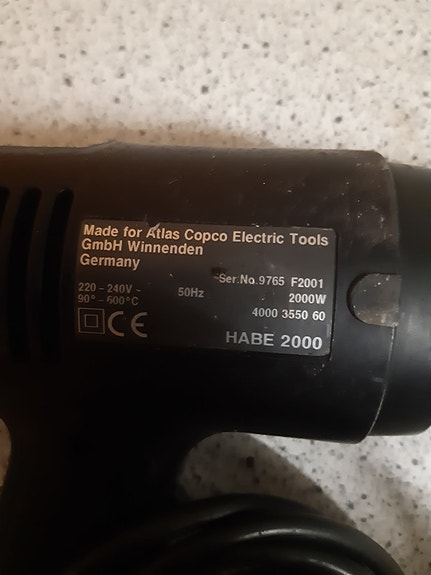 Made for Atlas Copco Electric Tools
GmbH Winnenden
Germany
Ser.No.9765 F2001
220-240V~ 50Hz 2000W
90°-600°C
4000 3550 60
CE
HABE 2000